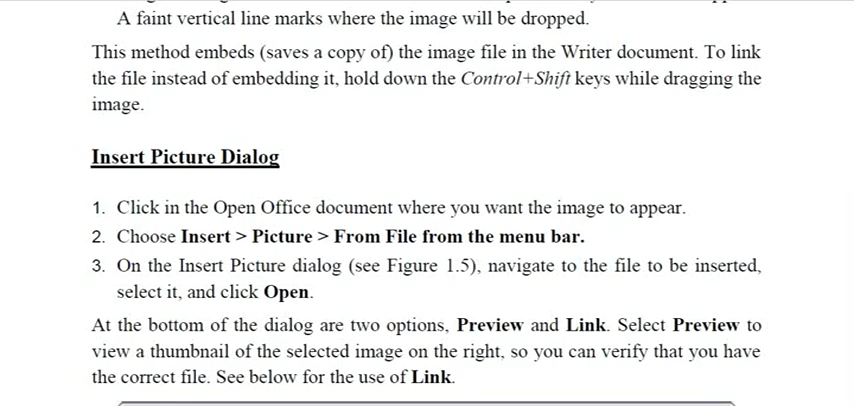 A faint vertical line marks where the image will be dropped.
This method embeds (saves a copy of) the image file in the Writer document. To link
the file instead of embedding it, hold down the Control+Shift keys while dragging the
image.
Insert Picture Dialog
1. Click in the Open Office document where you want the image to appear.
2. Choose Insert > Picture > From File from the menu bar.
3. On the Insert Picture dialog (see Figure 1.5), navigate to the file to be inserted,
select it, and click Open.
At the bottom of the dialog are two options, Preview and Link. Select Preview to
view a thumbnail of the selected image on the right, so you can verify that you have
the correct file. See below for the use of Link.